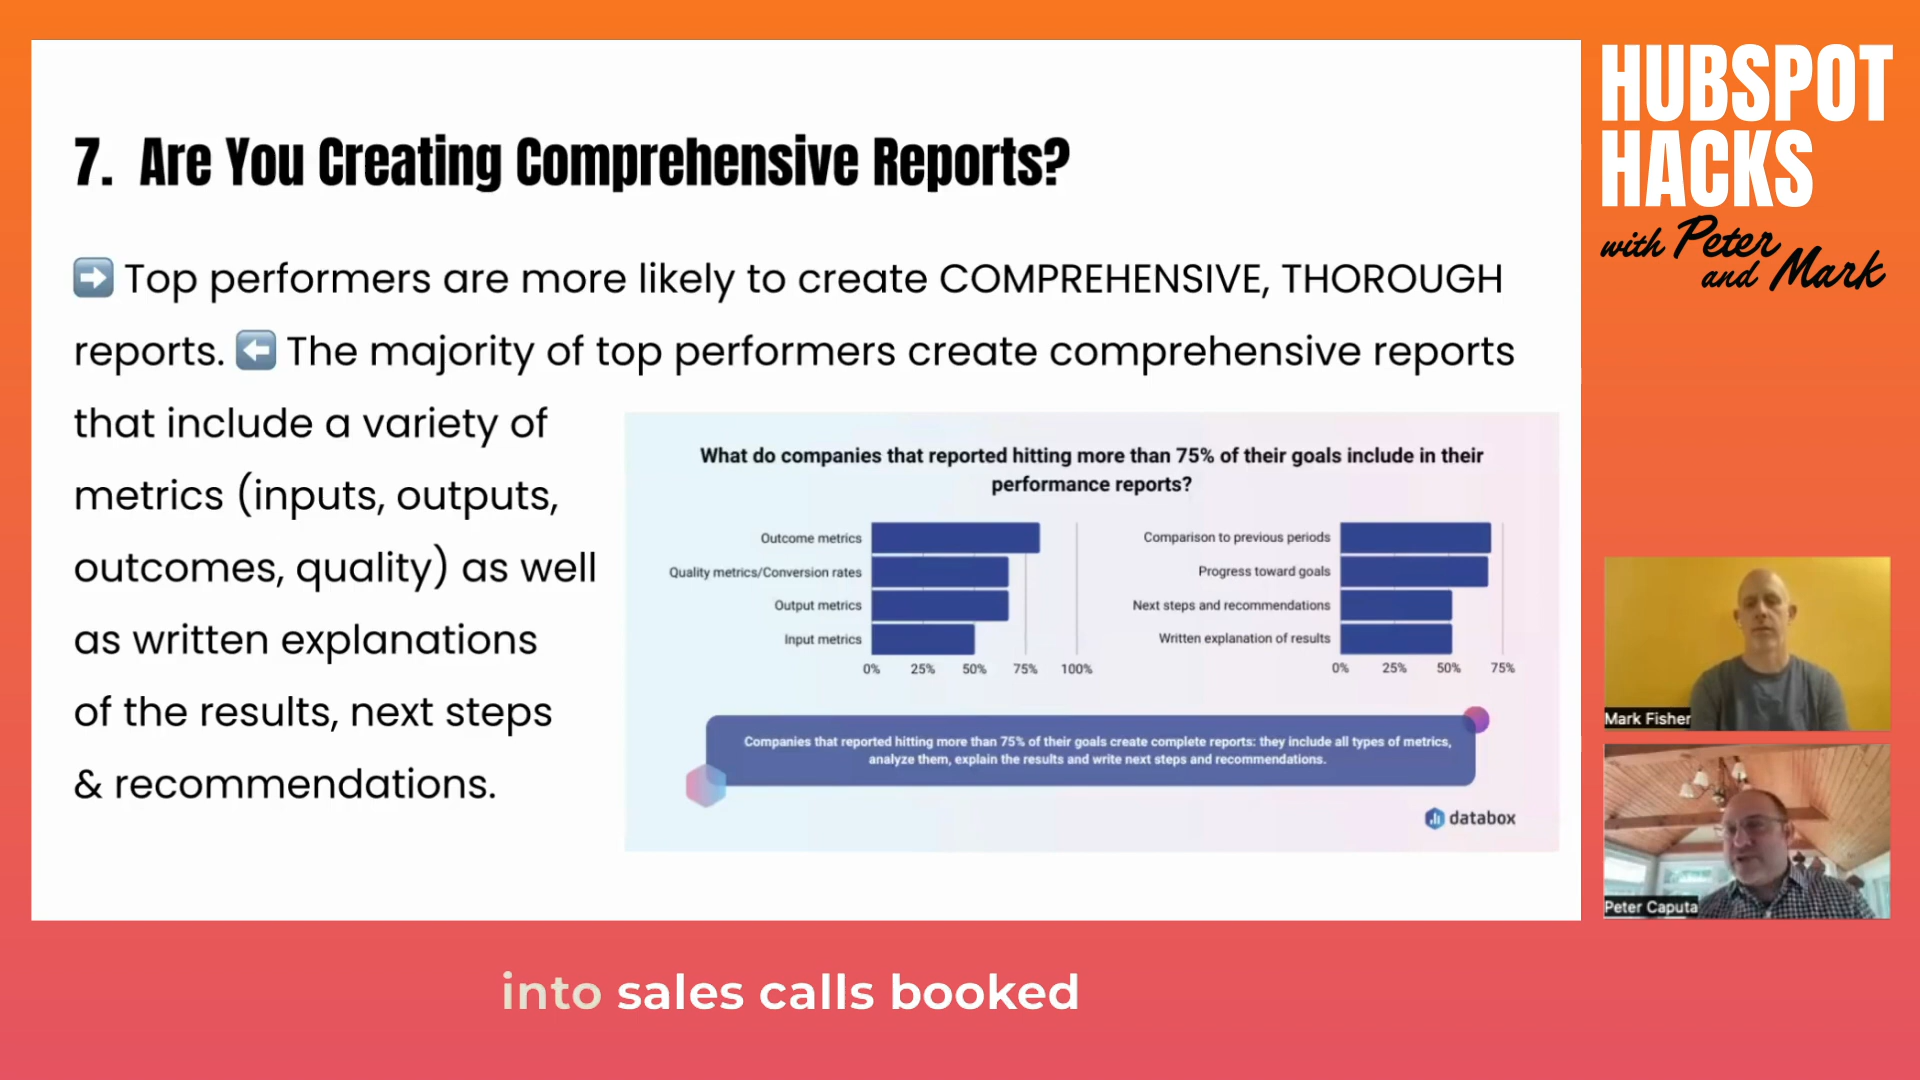 HUBSPOT
HACKS
with Peter
and Mark
7. Are You Creating Comprehensive Reports?
➡️ Top performers are more likely to create COMPREHENSIVE, THOROUGH
reports. ⬅️ The majority of top performers create comprehensive reports
that include a variety of
metrics (inputs, outputs,
outcomes, quality) as well
as written explanations
of the results, next steps
& recommendations.
What do companies that reported hitting more than 75% of their goals include in their
performance reports?
Outcome metrics
Quality metrics/Conversion rates
Output metrics
Input metrics
0% 25% 50% 75% 100%
Comparison to previous periods
Progress toward goals
Next steps and recommendations
Written explanation of results
0% 25% 50% 75%
Companies that reported hitting more than 75% of their goals create complete reports: they include all types of metrics,
analyze them, explain the results and write next steps and recommendations.
databox
Mark Fisher
Peter Caputa
into sales calls booked